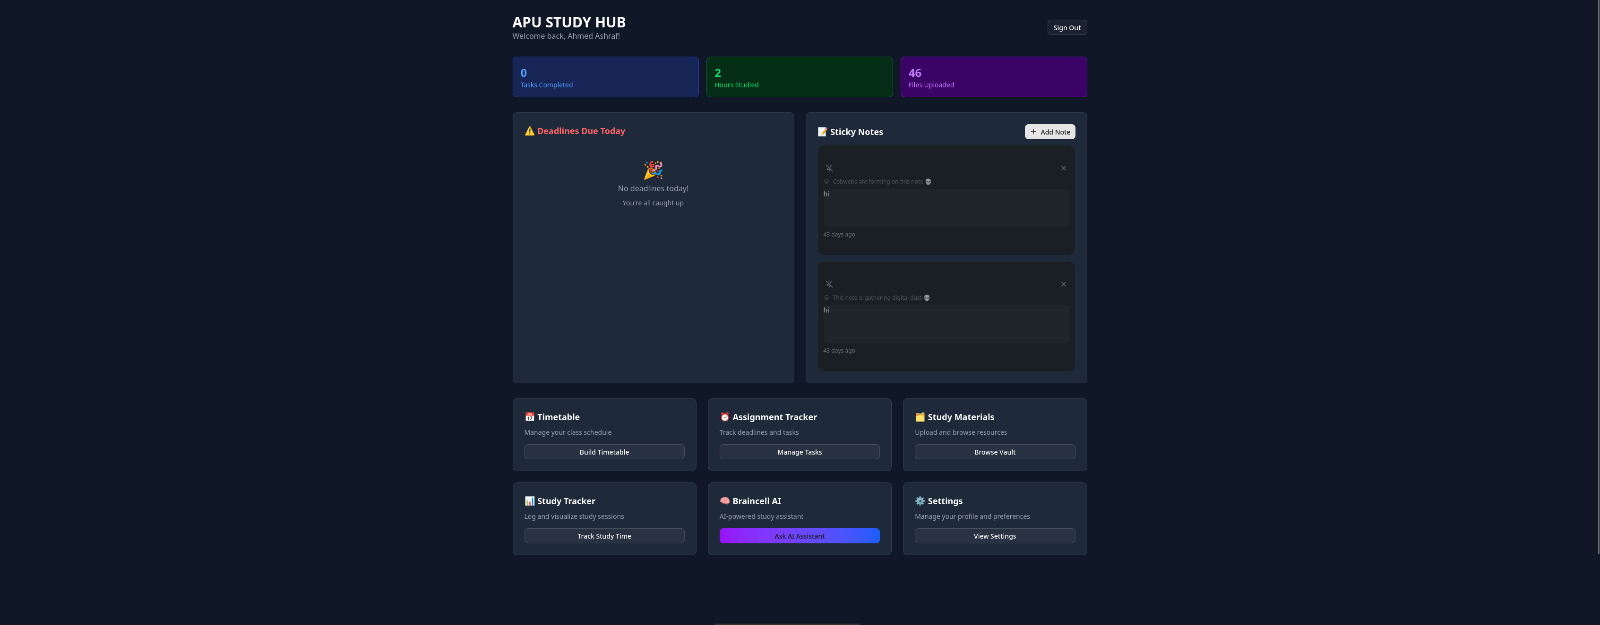 APU STUDY HUB
Welcome back, Ahmed Ashraf!
Sign Out
0
Tasks Completed
2
Hours Studied
46
Files Uploaded
⚠️ Deadlines Due Today
🎉
No deadlines today!
You're all caught up
📝 Sticky Notes
+ Add Note
Cobwebs are forming on this note 💀
hi
43 days ago
This note is gathering digital dust 💀
hi
43 days ago
📅 Timetable
Manage your class schedule
Build Timetable
⏰ Assignment Tracker
Track deadlines and tasks
Manage Tasks
🗂️ Study Materials
Upload and browse resources
Browse Vault
📊 Study Tracker
Log and visualize study sessions
Track Study Time
🧠 Braincell AI
AI-powered study assistant
Ask AI Assistant
⚙️ Settings
Manage your profile and preferences
View Settings